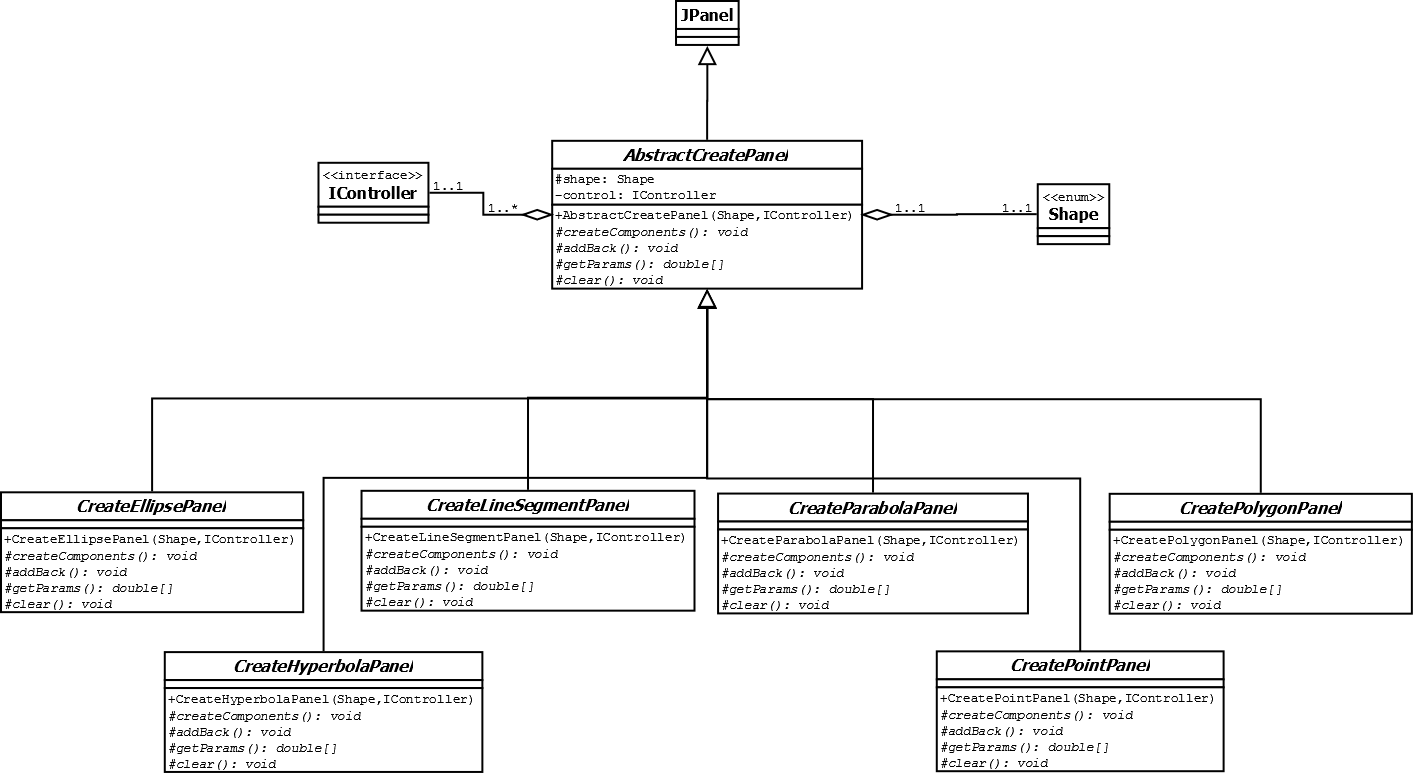 JPanel
AbstractCreatePanel
#shape: Shape
-control: IController
+AbstractCreatePanel(Shape,IController)
#createComponents(): void
#addBack(): void
#getParams(): double[]
#clear(): void
<<interface>>
IController
1..1
1..*
1..1
1..1
<<enum>>
Shape
CreateEllipsePanel
+CreateEllipsePanel(Shape,IController)
#createComponents(): void
#addBack(): void
#getParams(): double[]
#clear(): void
CreateLineSegmentPanel
+CreateLineSegmentPanel(Shape,IController)
#createComponents(): void
#addBack(): void
#getParams(): double[]
#clear(): void
CreateParabolaPanel
+CreateParabolaPanel(Shape,IController)
#createComponents(): void
#addBack(): void
#getParams(): double[]
#clear(): void
CreatePolygonPanel
+CreatePolygonPanel(Shape,IController)
#createComponents(): void
#addBack(): void
#getParams(): double[]
#clear(): void
CreateHyperbolaPanel
+CreateHyperbolaPanel(Shape,IController)
#createComponents(): void
#addBack(): void
#getParams(): double[]
#clear(): void
CreatePointPanel
+CreatePointPanel(Shape,IController)
#createComponents(): void
#addBack(): void
#getParams(): double[]
#clear(): void